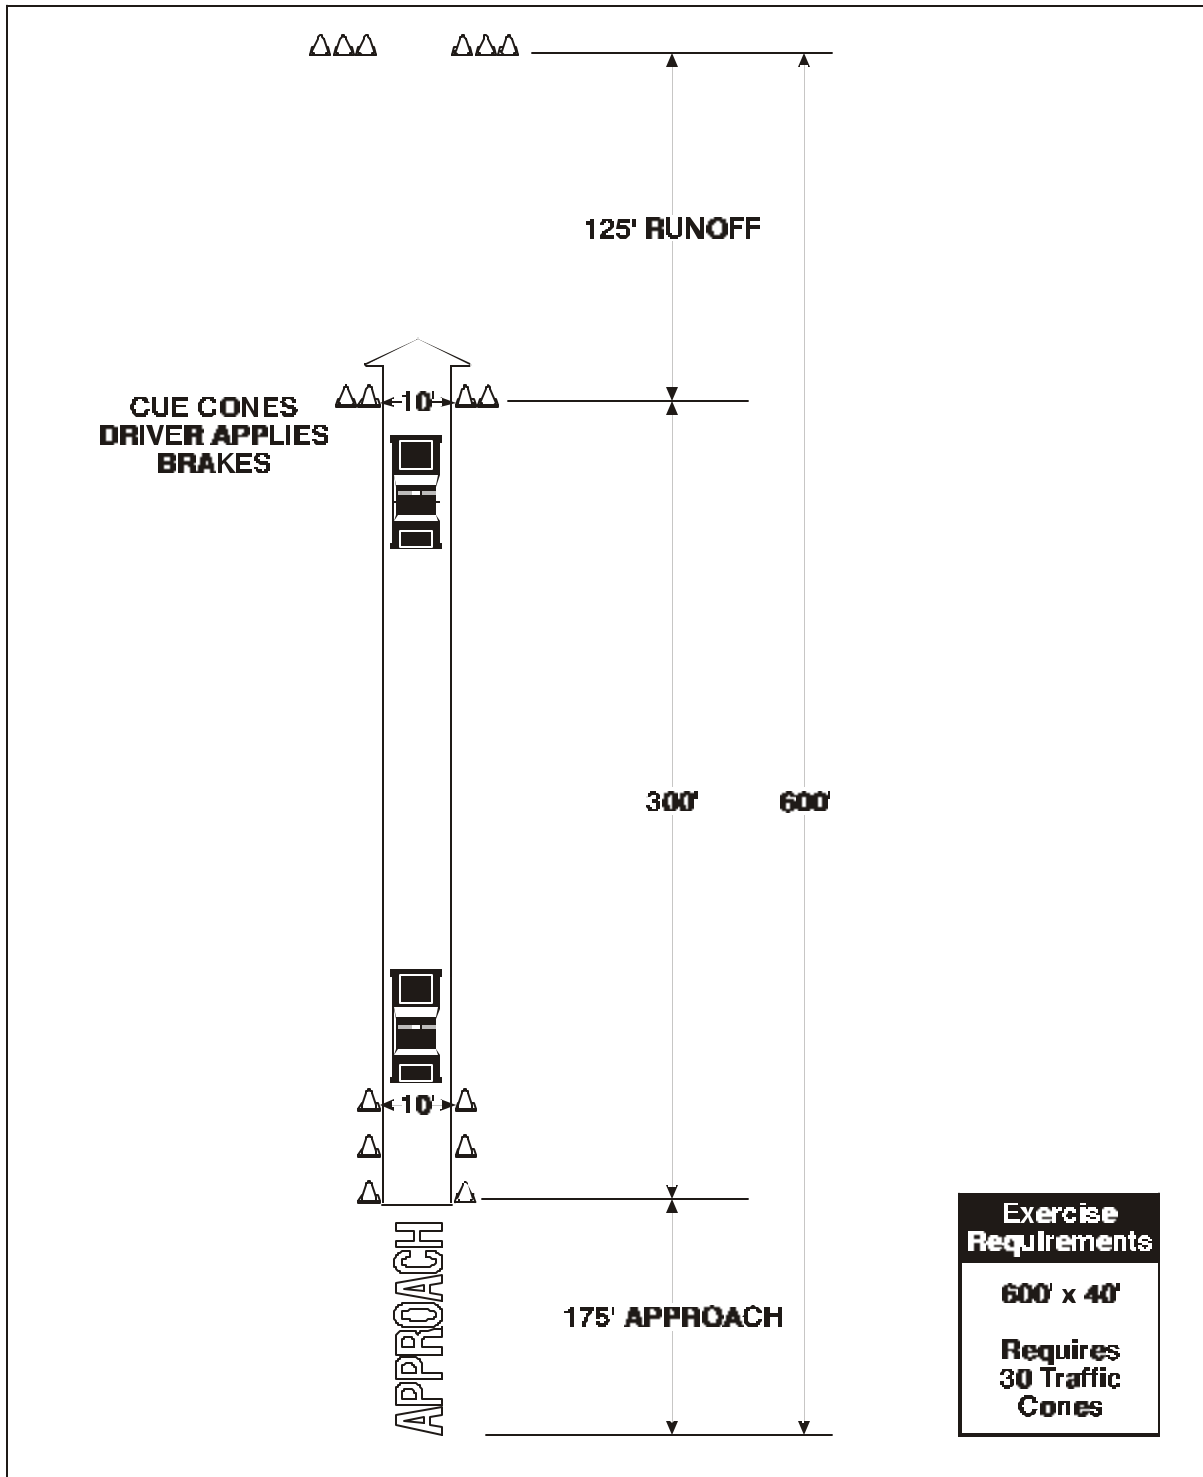 125' RUNOFF
10'
CUE CONES
DRIVER APPLIES
BRAKES
300'
600'
10'
APPROACH
175' APPROACH
Exercise
Requirements
600' x 40'
Requires
30 Traffic
Cones